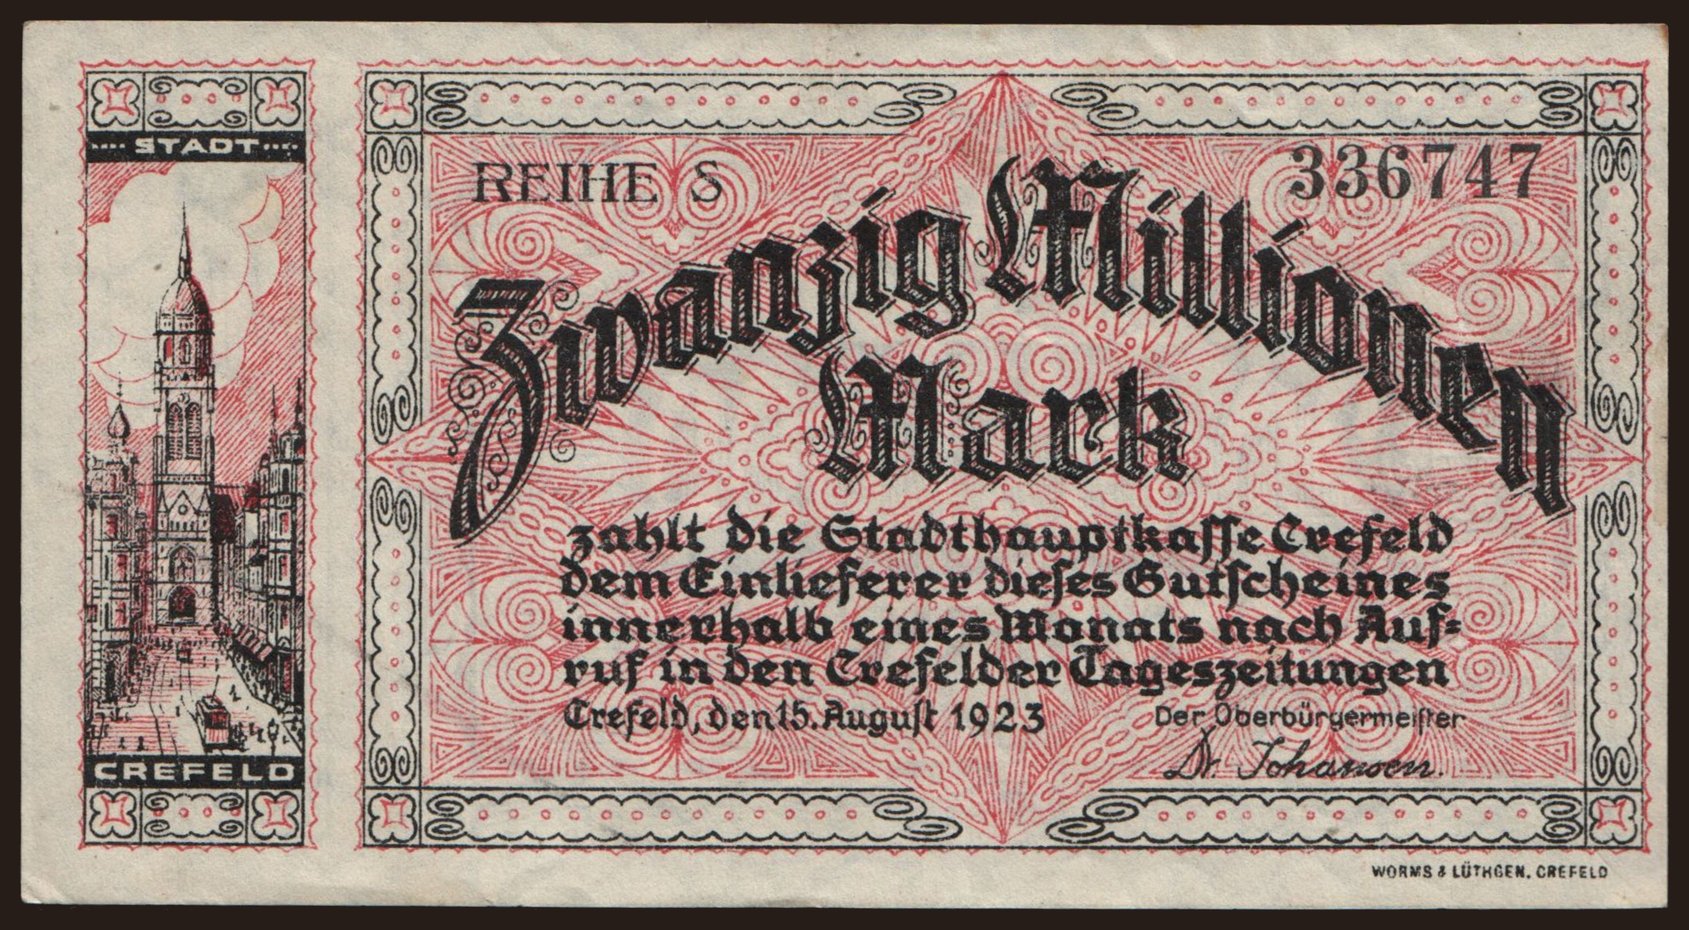 STADT
CREFELD
REIHE S 336747
Zwanzig Millionen
Mark
zahlt die Stadthauptkasse Crefeld
dem Einlieferer dieses Gutscheines
innerhalb eines Monats nach Auf=
ruf in den Crefelder Tageszeitungen
Crefeld, den 15. August 1923 Der Oberbürgermeister
Dr. Johansen.
WORMS & LÜTHGEN, CREFELD